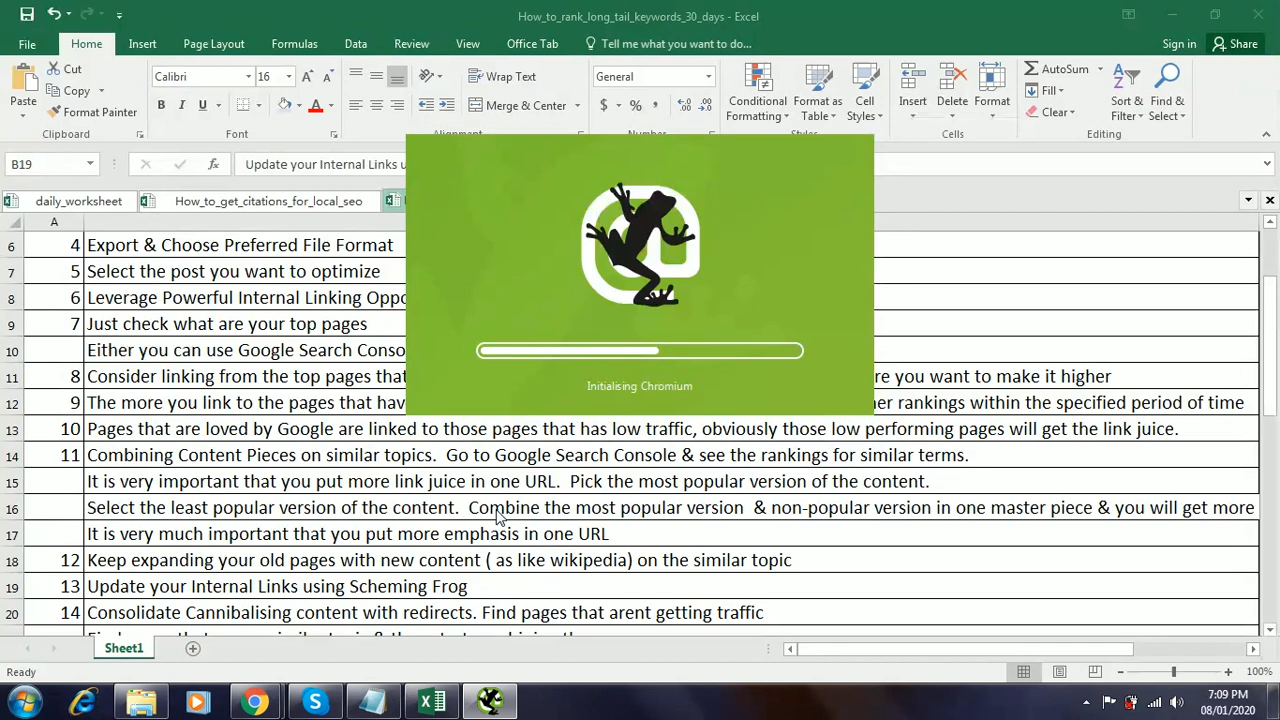 How_to_rank_long_tail_keywords_30_days - Excel
File Home Insert Page Layout Formulas Data Review View Office Tab Tell me what you want to do... Sign in Share
Paste
Cut
Copy
Format Painter
Clipboard
Calibri 16
B I U
Font
Wrap Text
Merge & Center
Alignment
General
$ %
Number
Conditional Formatting
Format as Table
Cell Styles
Styles
Insert Delete Format
Cells
AutoSum
Fill
Clear
Sort & Filter
Find & Select
Editing
B19 Update your Internal Links u
daily_worksheet How_to_get_citations_for_local_seo
A
6 4 Export & Choose Preferred File Format
7 5 Select the post you want to optimize
8 6 Leverage Powerful Internal Linking Oppo
9 7 Just check what are your top pages
10 Either you can use Google Search Conso
11 8 Consider linking from the top pages that re you want to make it higher
12 9 The more you link to the pages that hav her rankings within the specified period of time
13 10 Pages that are loved by Google are linked to those pages that has low traffic, obviously those low performing pages will get the link juice.
14 11 Combining Content Pieces on similar topics. Go to Google Search Console & see the rankings for similar terms.
15 It is very important that you put more link juice in one URL. Pick the most popular version of the content.
16 Select the least popular version of the content. Combine the most popular version & non-popular version in one master piece & you will get more
17 It is very much important that you put more emphasis in one URL
18 12 Keep expanding your old pages with new content ( as like wikipedia) on the similar topic
19 13 Update your Internal Links using Scheming Frog
20 14 Consolidate Cannibalising content with redirects. Find pages that arent getting traffic
Initialising Chromium
Sheet1
Ready
100%
7:09 PM
08/01/2020